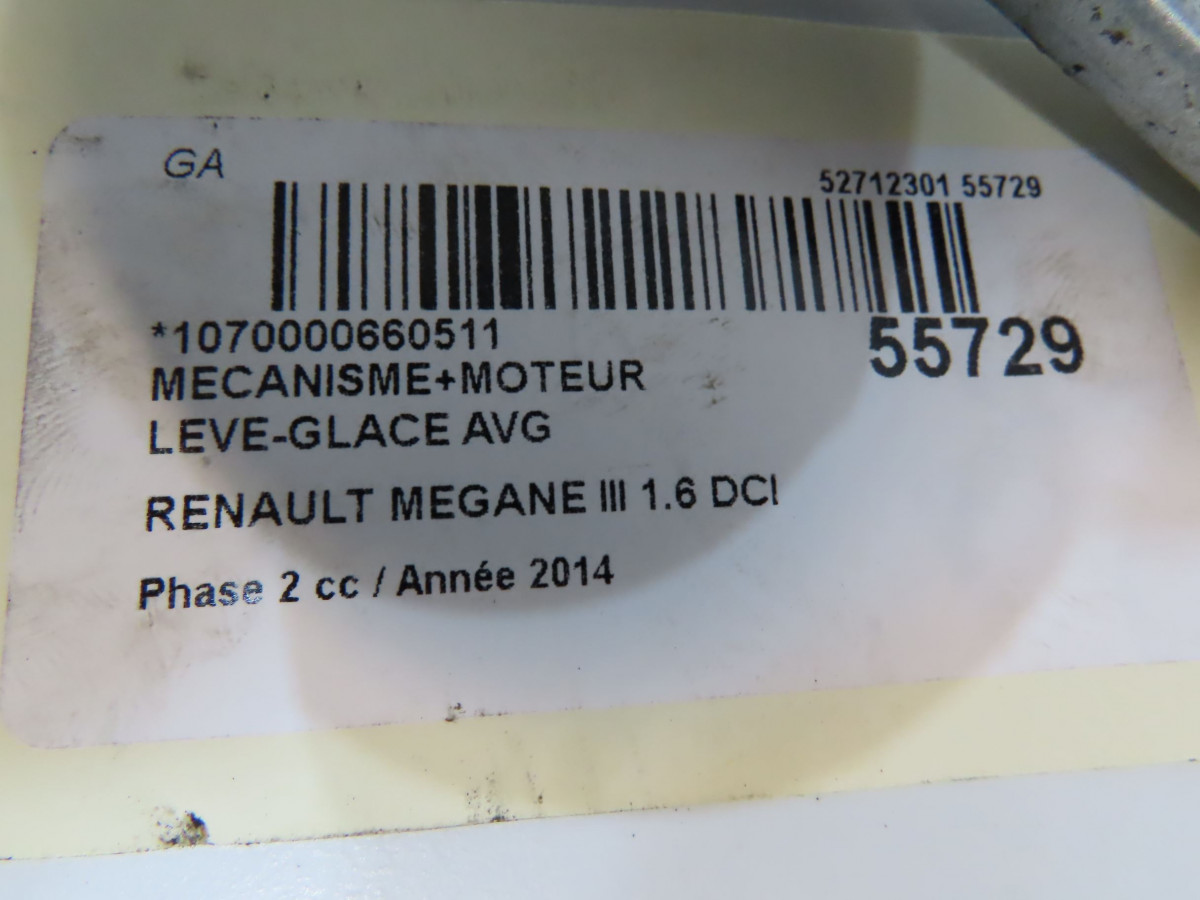 GA
52712301 55729
*1070000660511
55729
MECANISME+MOTEUR
LEVE-GLACE AVG
RENAULT MEGANE III 1.6 DCI
Phase 2 cc / Année 2014